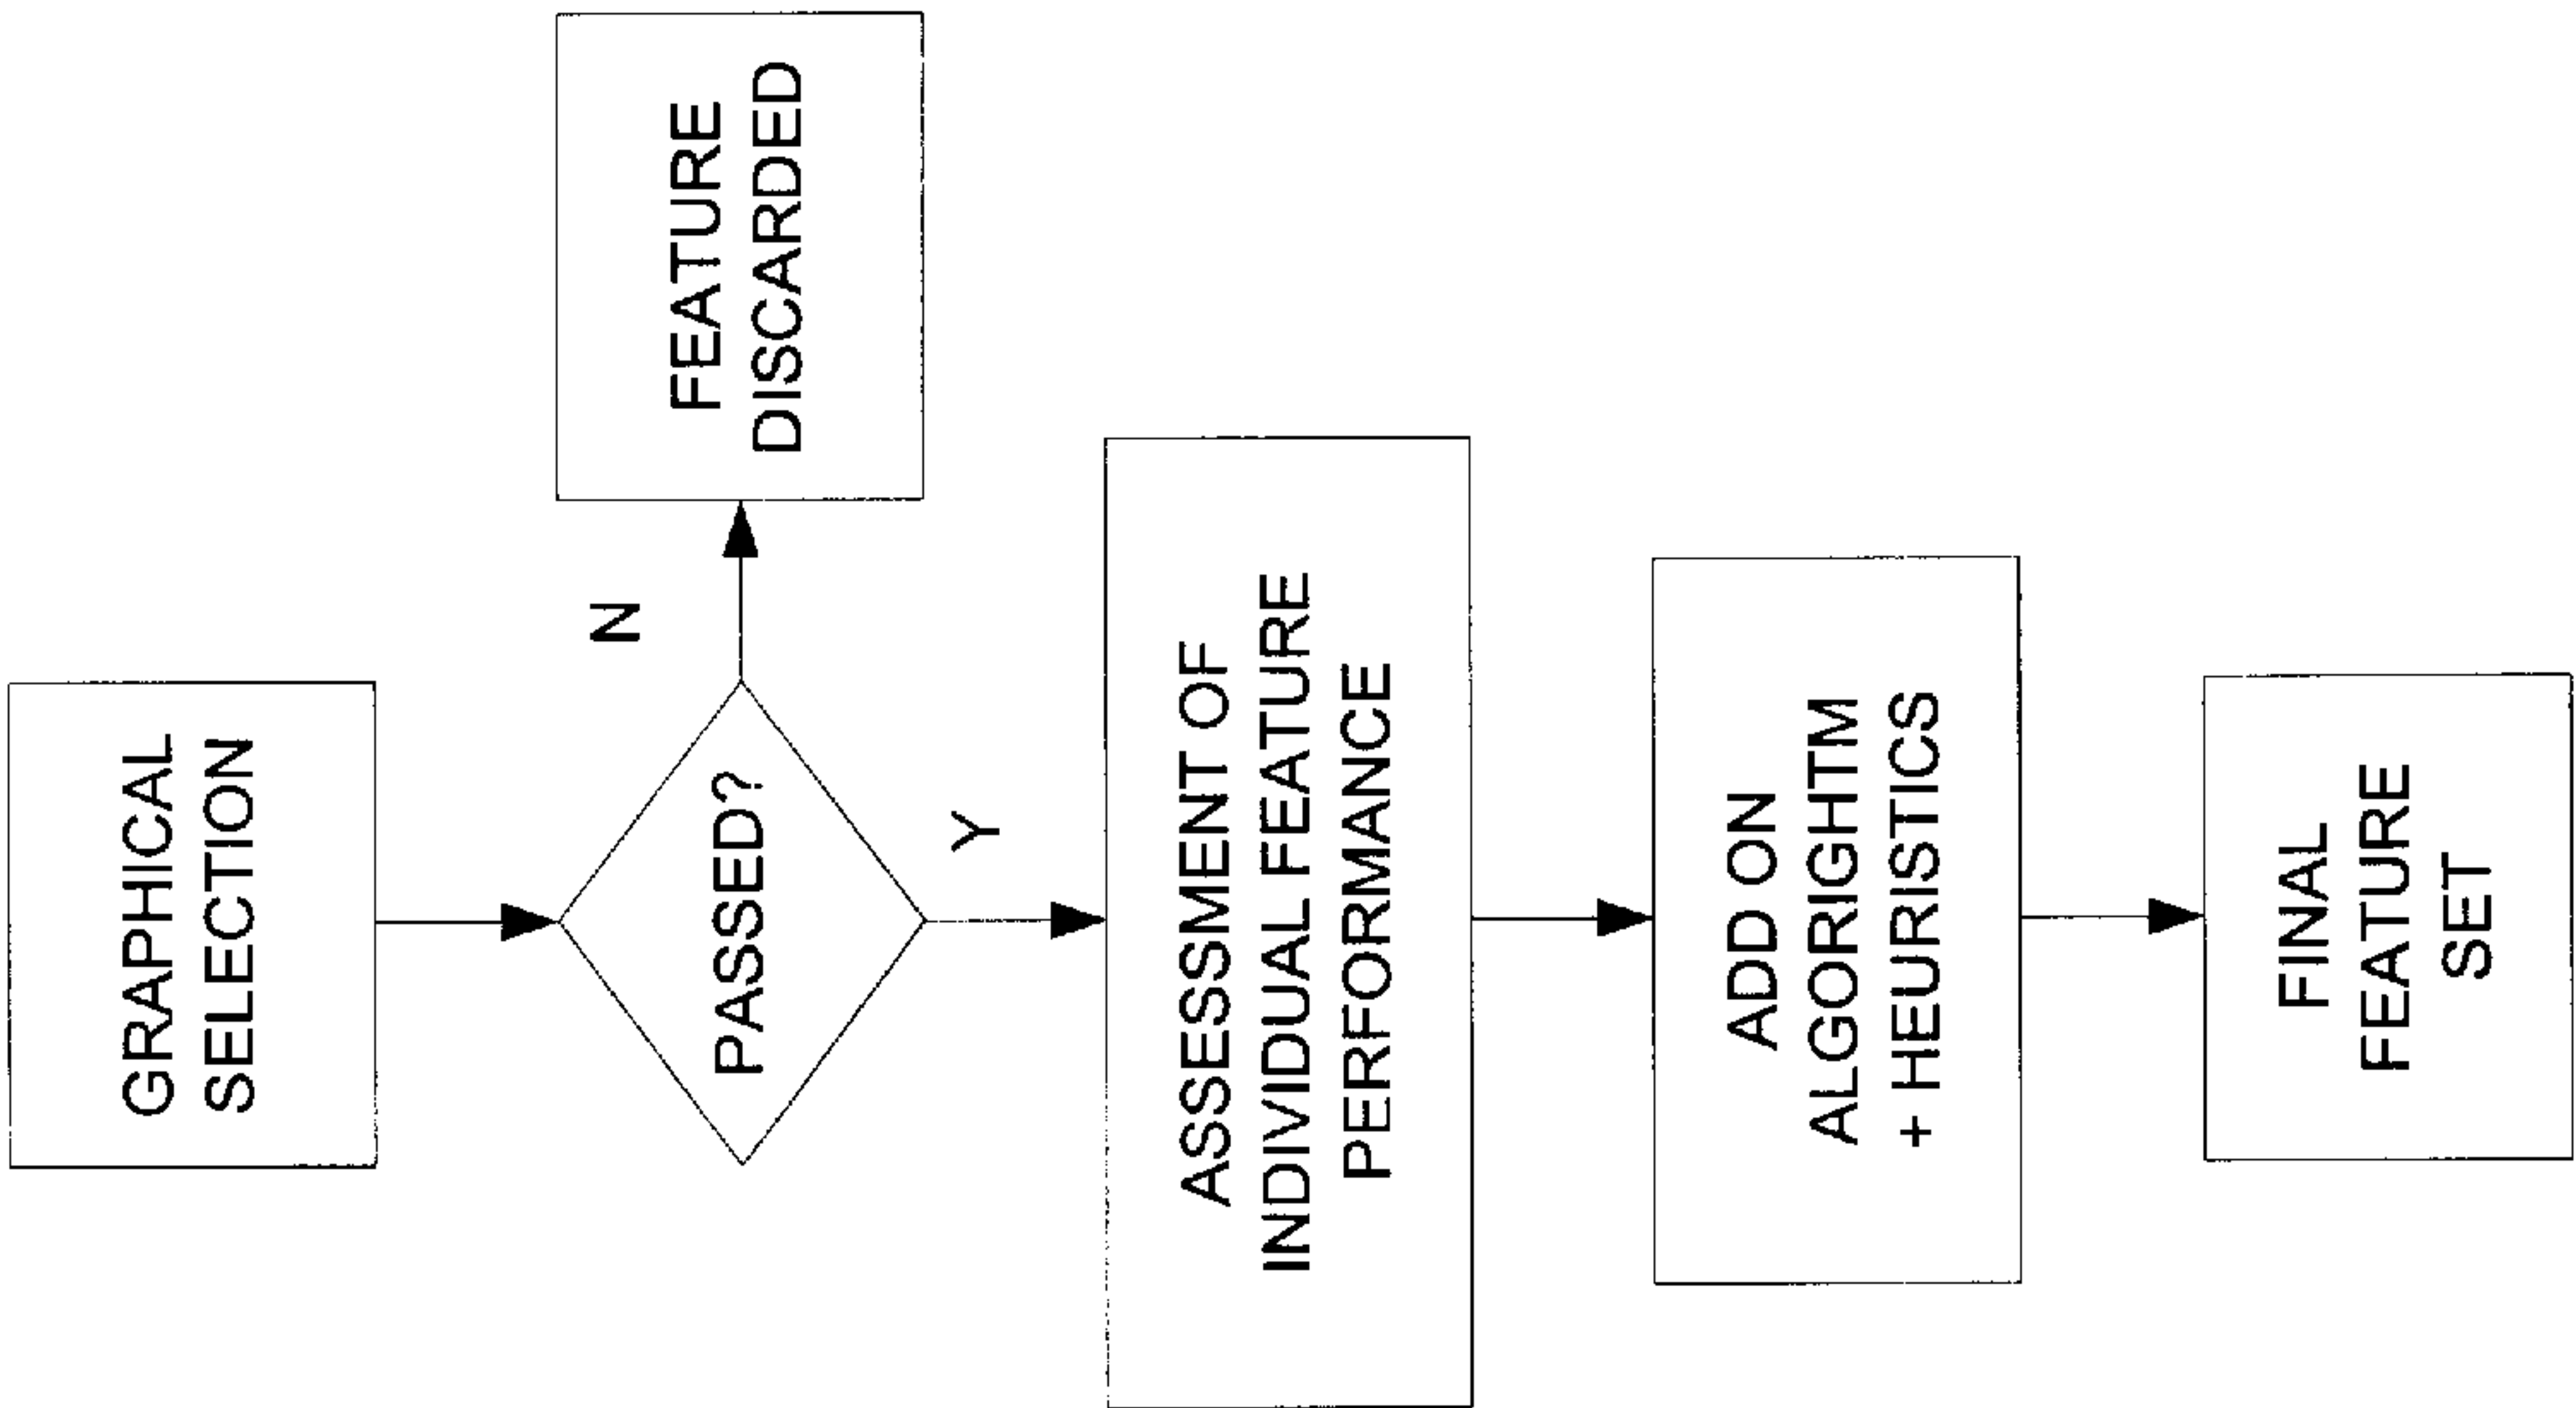 GRAPHICAL
SELECTION
PASSED?
N
FEATURE
DISCARDED
Y
ASSESSMENT OF
INDIVIDUAL FEATURE
PERFORMANCE
ADD ON
ALGORIGHTM
+ HEURISTICS
FINAL
FEATURE
SET